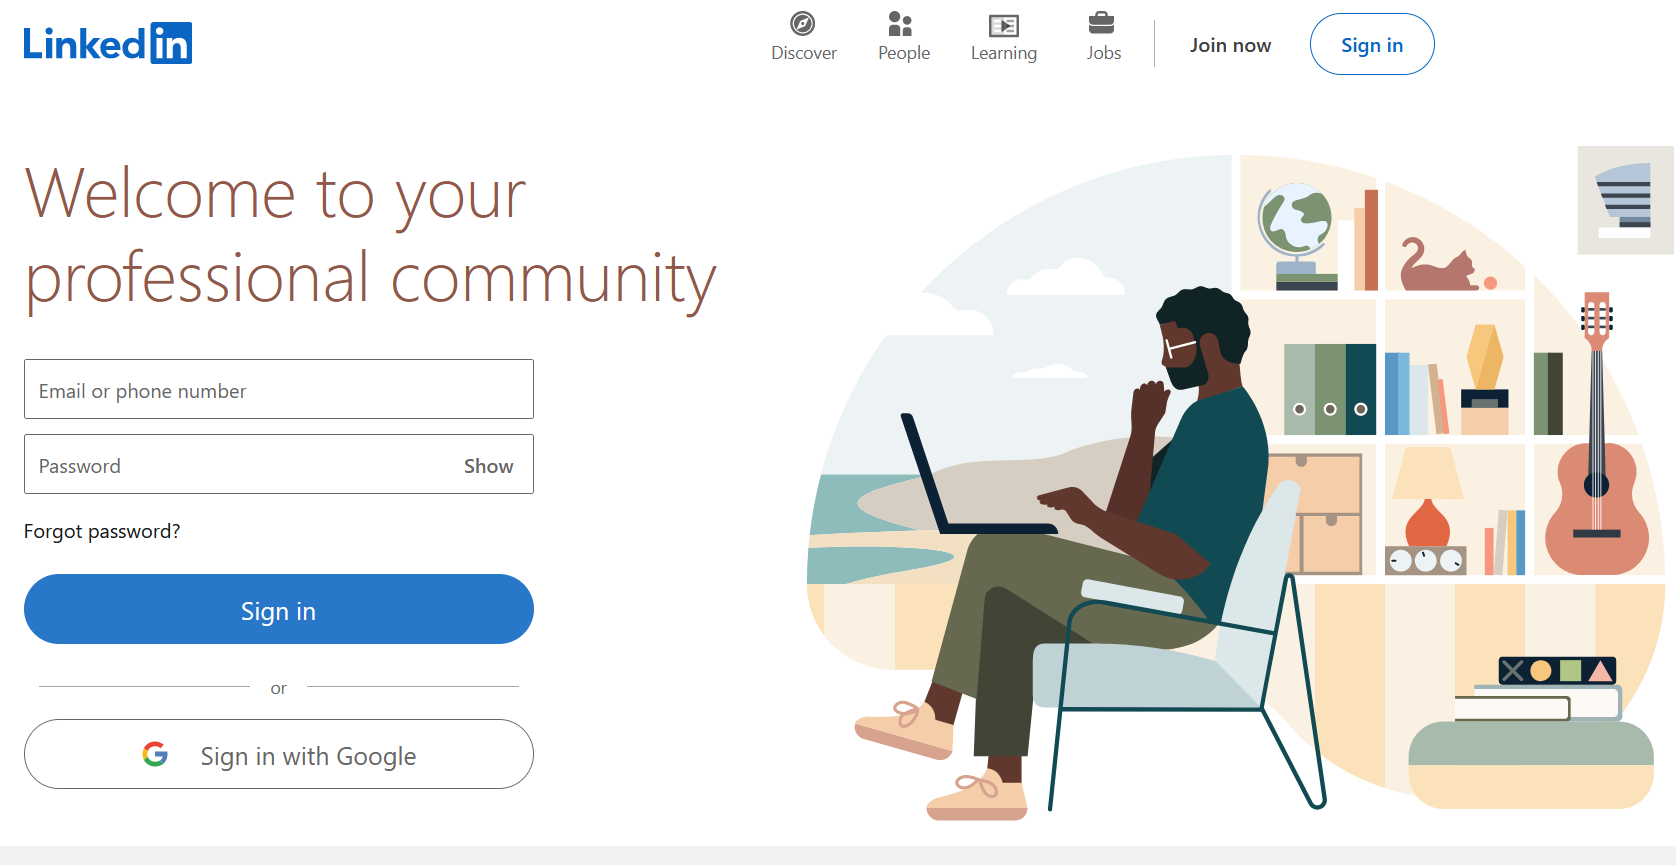 LinkedIn
Discover
People
Learning
Jobs
Join now
Sign in
Welcome to your
professional community
Email or phone number
Password
Show
Forgot password?
Sign in
or
Sign in with Google